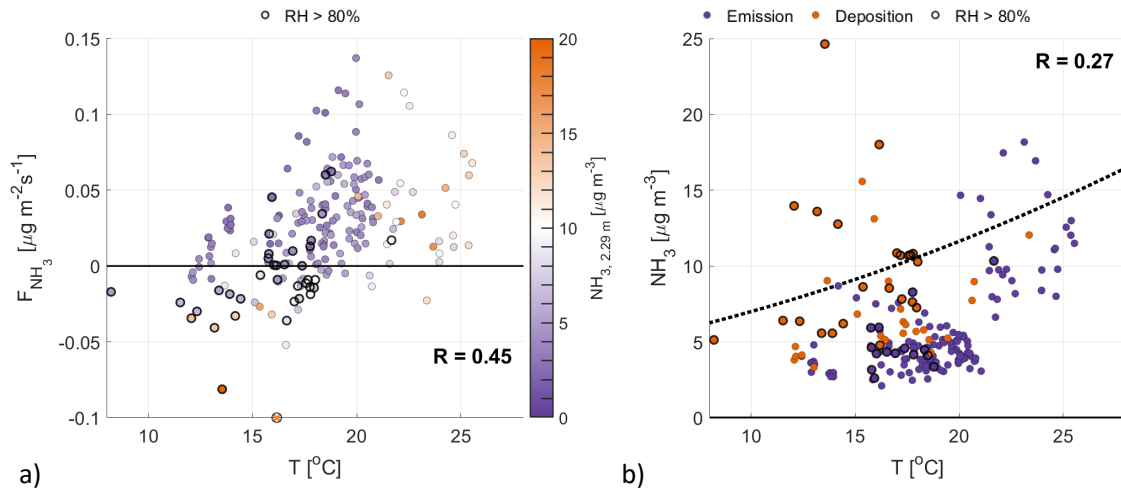 RH > 80%
0.15
0.1
0.05
0
-0.05
-0.1
F_NH₃ [μg m⁻²s⁻¹]
R = 0.45
10 15 20 25
T [°C]
20
15
10
5
0
NH₃, 2.29 m [μg m⁻³]
a)
Emission Deposition RH > 80%
25
20
15
10
5
0
NH₃ [μg m⁻³]
R = 0.27
10 15 20 25
T [°C]
b)